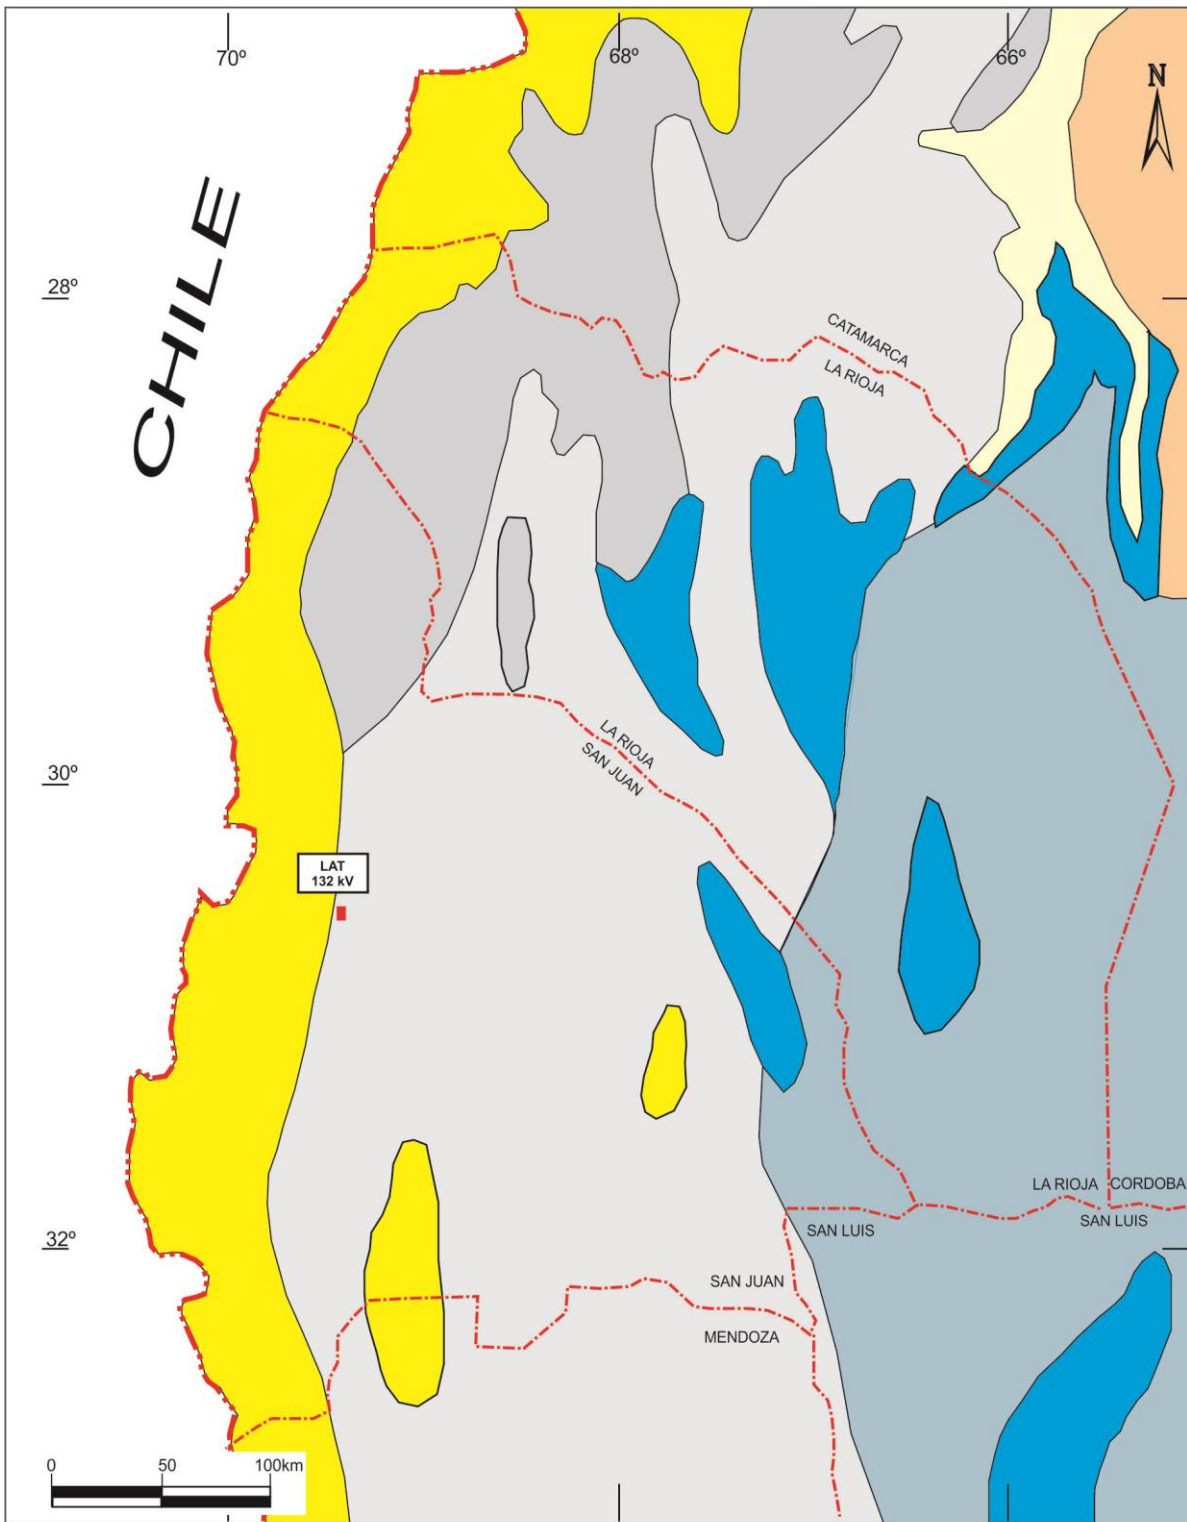 70º
68º
66º
N
CHILE
28º
CATAMARCA
LA RIOJA
LA RIOJA
SAN JUAN
30º
LAT
132 kV
LA RIOJA
CORDOBA
SAN LUIS
SAN LUIS
32º
SAN JUAN
MENDOZA
0 50 100km